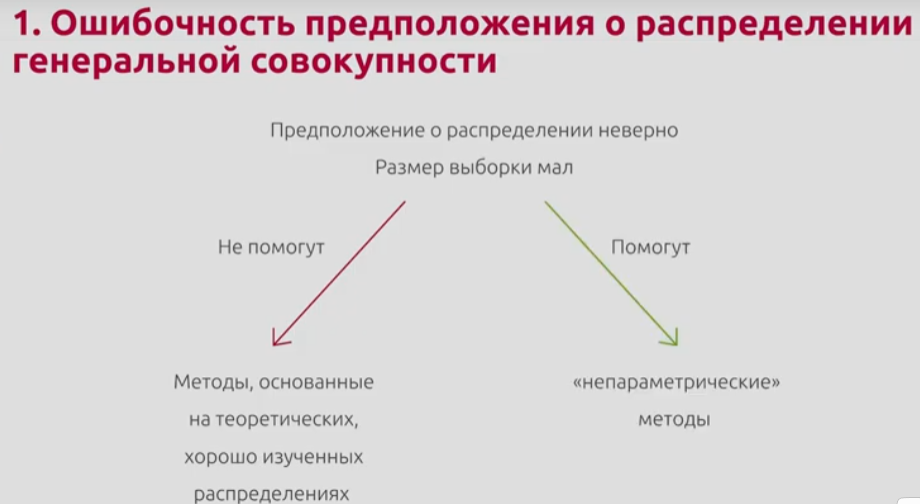 1. Ошибочность предположения о распределении
генеральной совокупности
Предположение о распределении неверно
Размер выборки мал
Не помогут
Помогут
Методы, основанные
на теоретических,
хорошо изученных
распределениях
«непараметрические»
методы